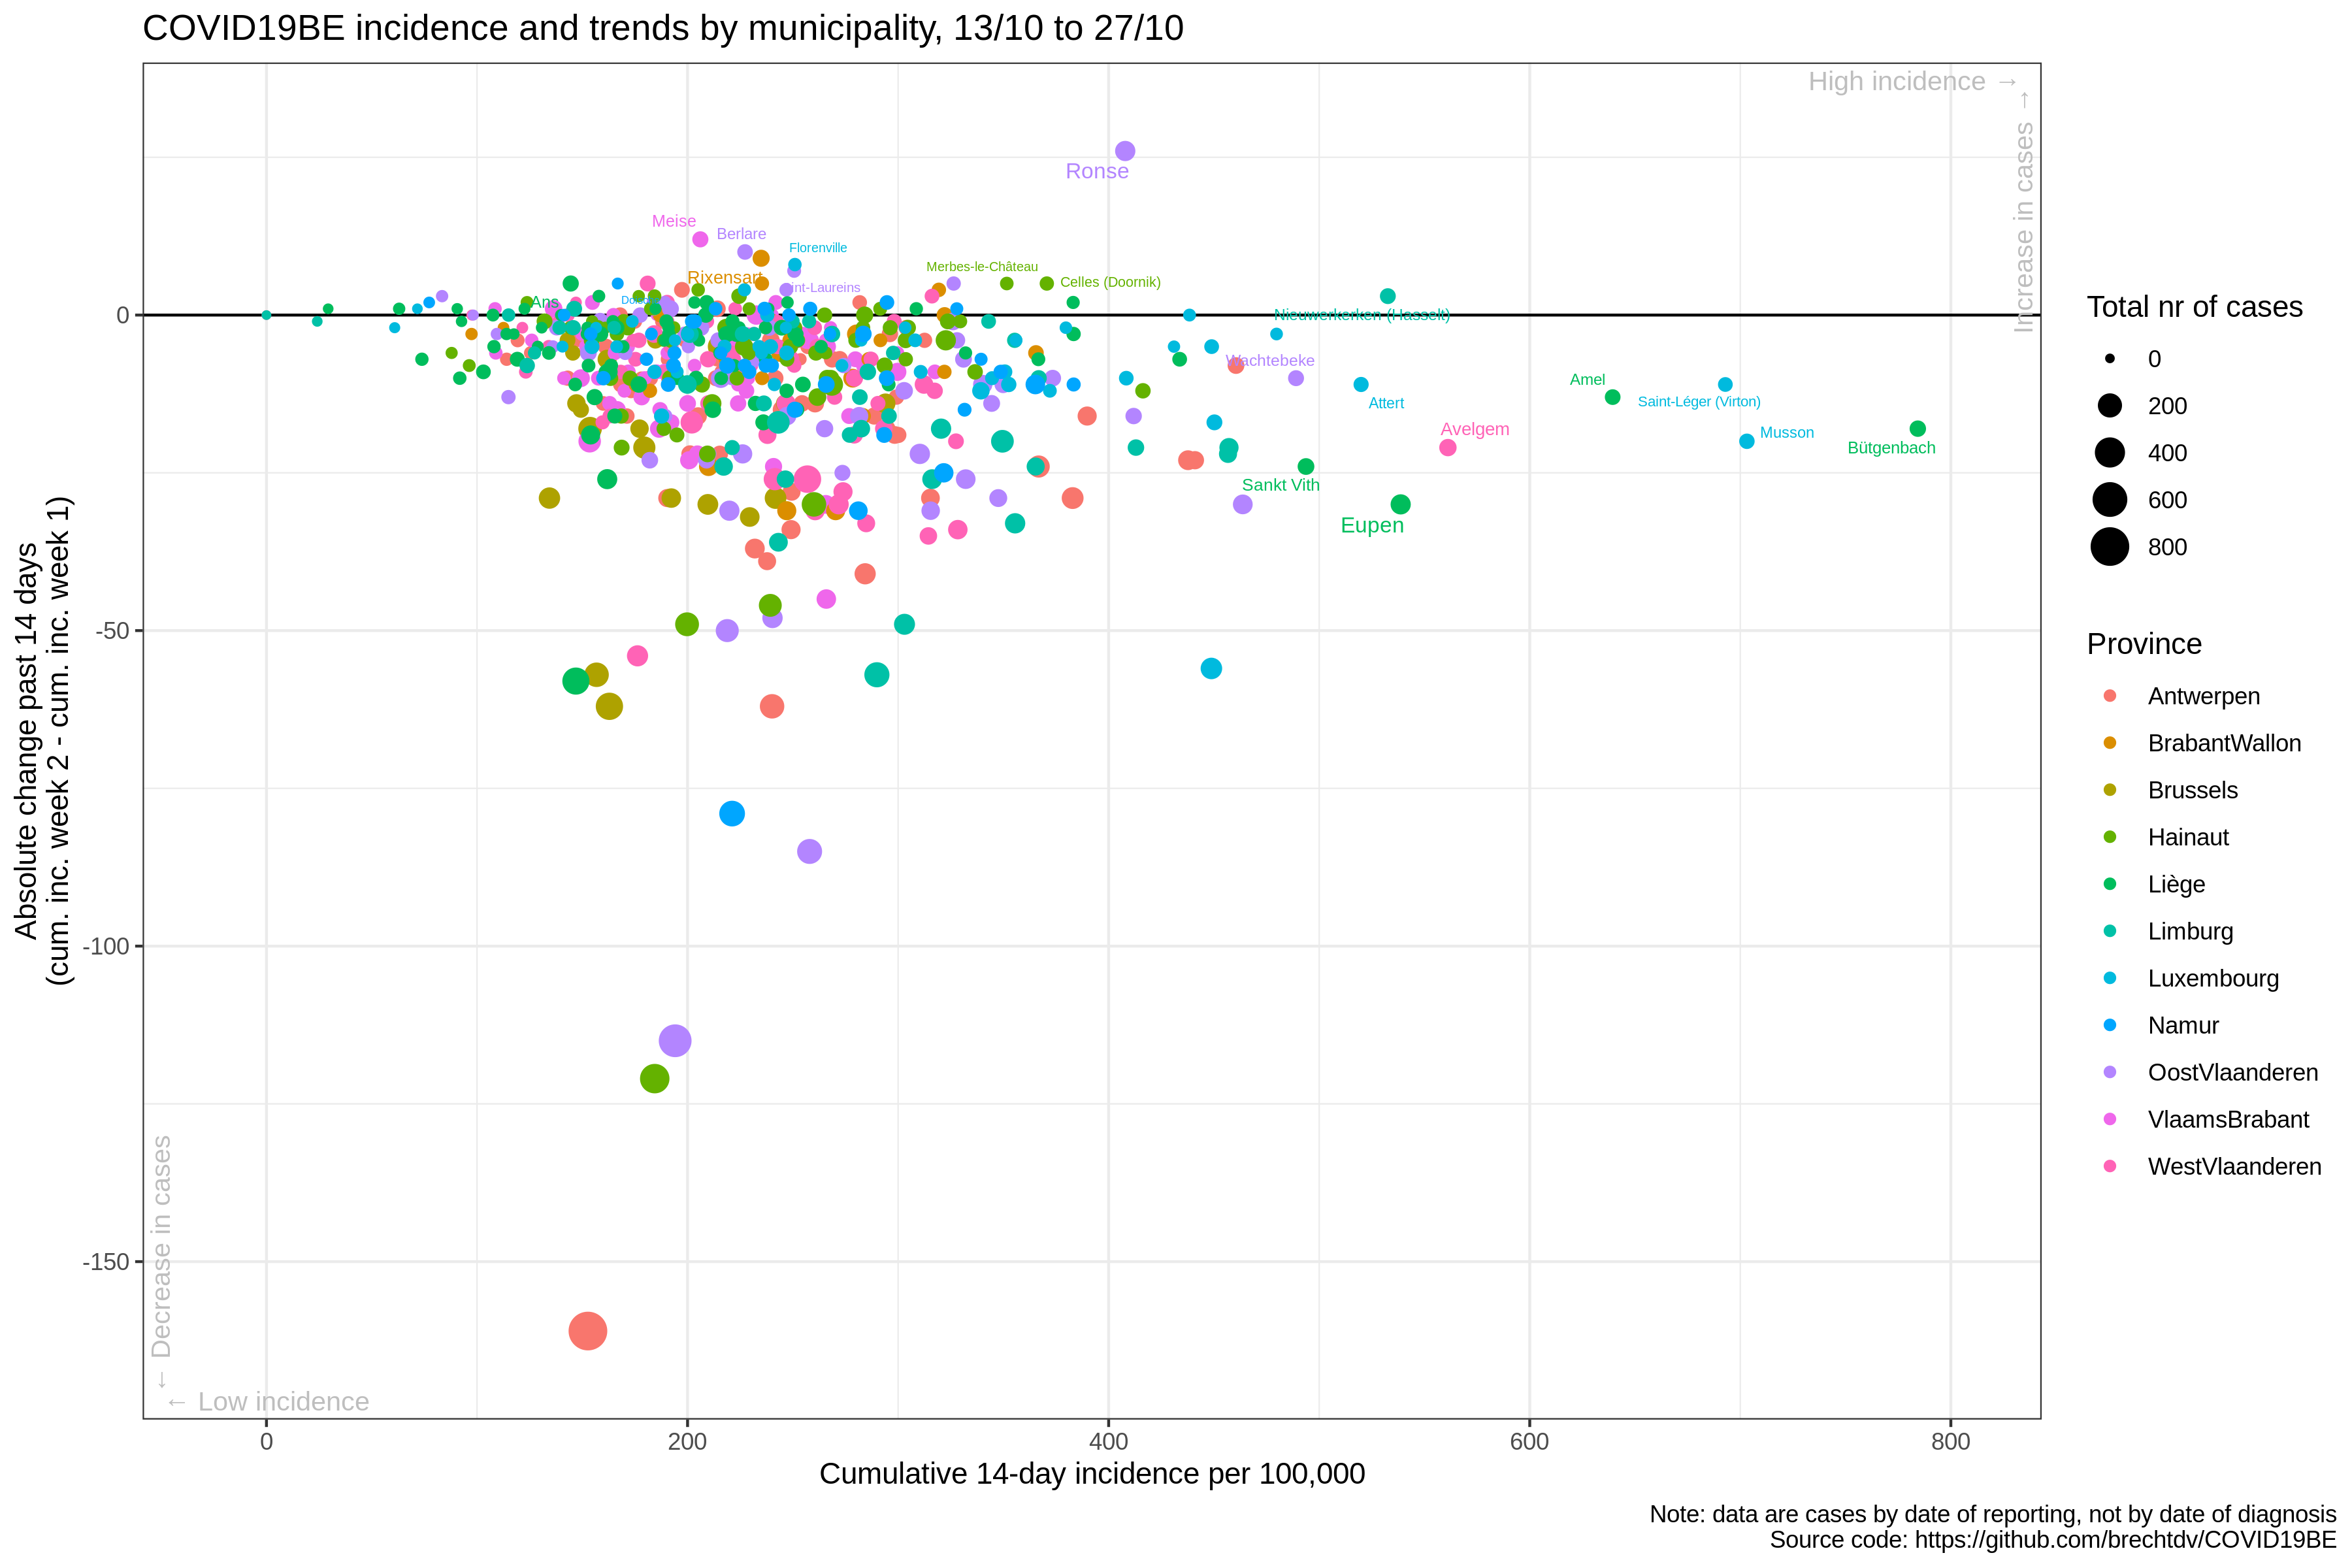 COVID19BE incidence and trends by municipality, 13/10 to 27/10
High incidence →
Increase in cases →
Ronse
Meise
Berlare
Florenville
Rixensart
Merbes-le-Château
Celles (Doornik)
int-Laureins
Ans
Nieuwerkerken (Hasselt)
Wachtebeke
Amel
Attert
Saint-Léger (Virton)
Musson
Avelgem
Bütgenbach
Sankt Vith
Eupen
0
-50
-100
-150
Absolute change past 14 days
(cum. inc. week 2 - cum. inc. week 1)
← Decrease in cases
← Low incidence
0
200
400
600
800
Cumulative 14-day incidence per 100,000
Total nr of cases
0
200
400
600
800
Province
Antwerpen
BrabantWallon
Brussels
Hainaut
Liège
Limburg
Luxembourg
Namur
OostVlaanderen
VlaamsBrabant
WestVlaanderen
Note: data are cases by date of reporting, not by date of diagnosis
Source code: https://github.com/brechtdv/COVID19BE